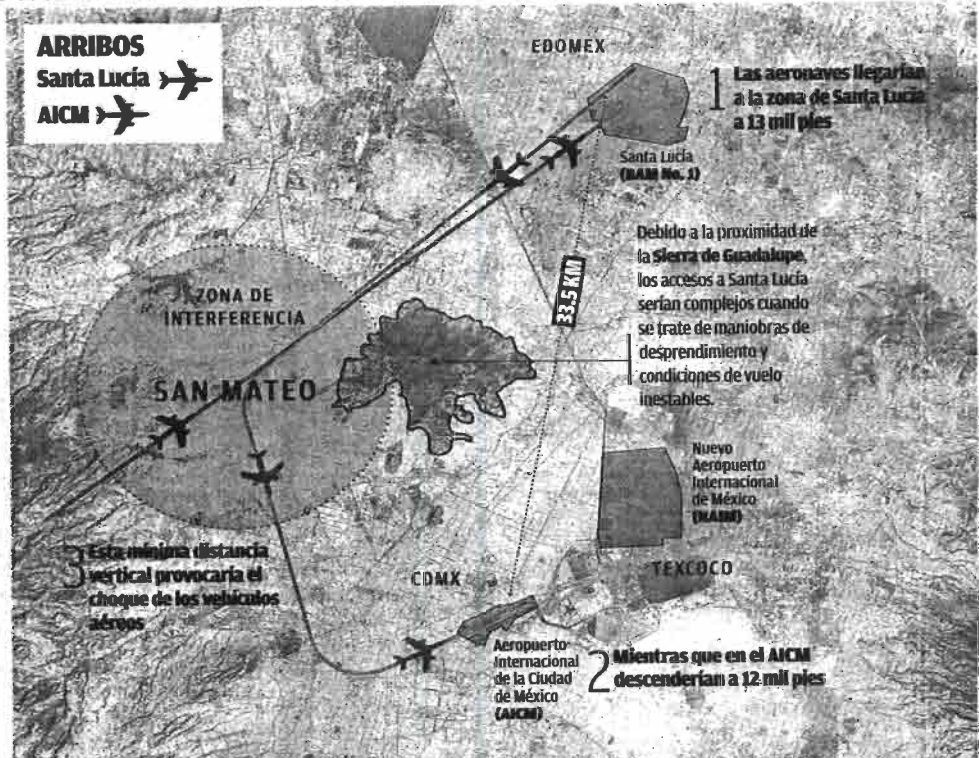 ARRIBOS
Santa Lucía
AICM
EDOMEX
1 Las aeronaves llegarían
a la zona de Santa Lucía
a 13 mil pies
Santa Lucía
(BAM No. 1)
Debido a la proximidad de
la Sierra de Guadalupe,
los accesos a Santa Lucía
serían complejos cuando
se trate de maniobras de
desprendimiento y
condiciones de vuelo
inestables.
33.5 KM
ZONA DE
INTERFERENCIA
SAN MATEO
Nuevo
Aeropuerto
Internacional
de México
(NAIM)
TEXCOCO
3 Esta mínima distancia
vertical provocaría el
choque de los vehículos
aéreos
CDMX
Aeropuerto
Internacional
de la Ciudad
de México
(AICM)
2 Mientras que en el AICM
descenderían a 12 mil pies